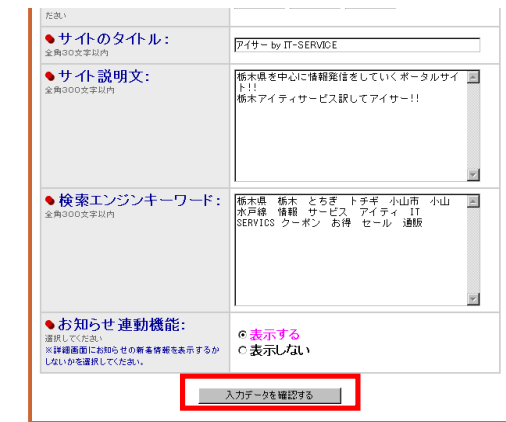 ださい
サイトのタイトル:
全角30文字以内
アイサー by IT-SERVICE
サイト説明文:
全角300文字以内
栃木県を中心に情報発信をしていくポータルサイ
ト!!
栃木アイティサービス訳してアイサー!!
検索エンジンキーワード:
全角300文字以内
栃木県　栃木　とちぎ　トチギ　小山市　小山
水戸線　情報　サービス　アイティ　IT
SERVICS クーポン　お得　セール　通販
お知らせ連動機能:
選択してください
※詳細画面にお知らせの新着情報を表示するか
しないかを選択してください。
表示する
表示しない
入力データを確認する